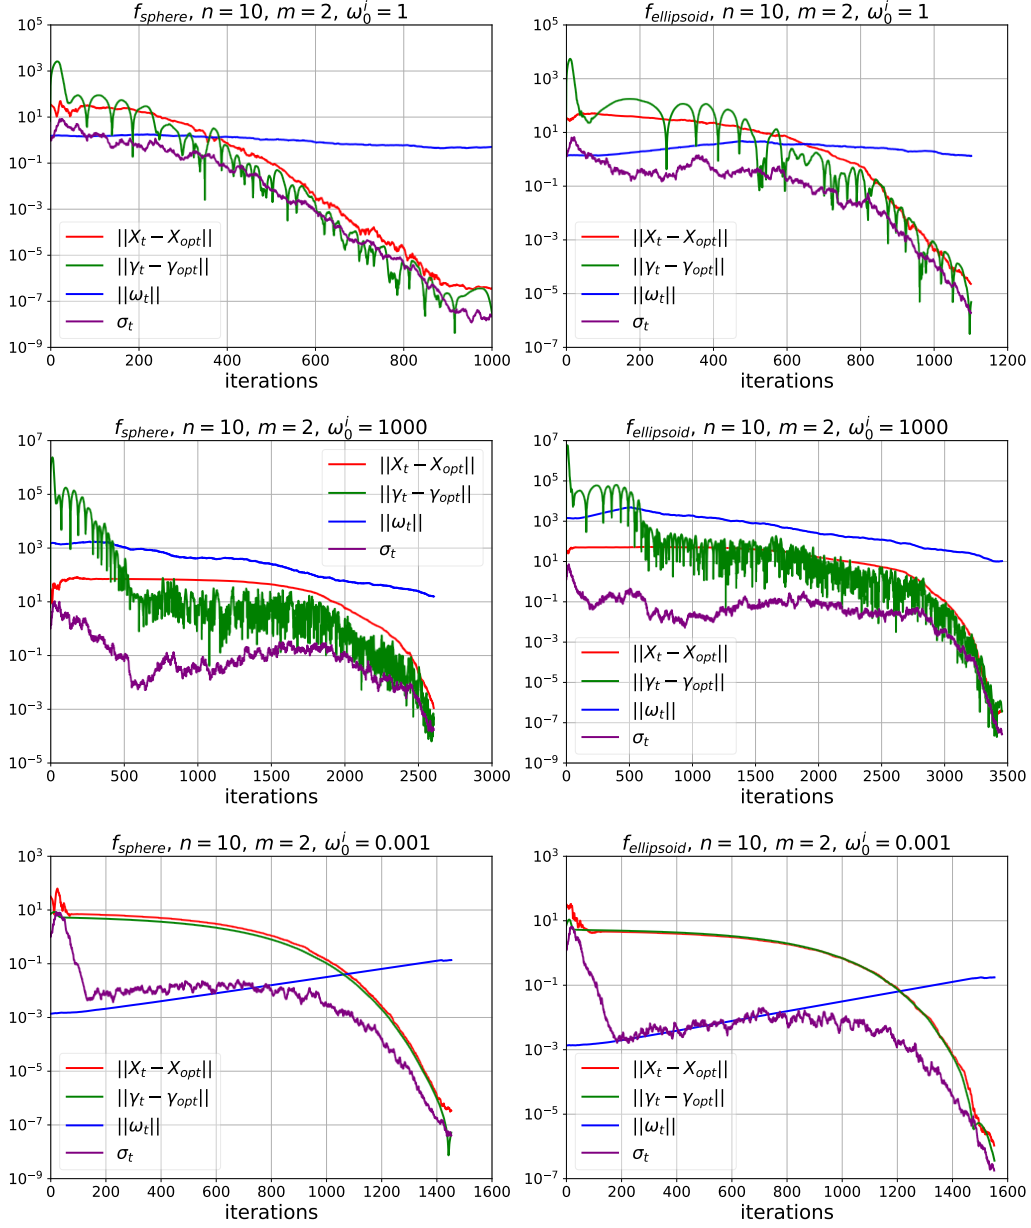 f_sphere, n = 10, m = 2, ω_0^i = 1
10^5
10^3
10^1
10^−1
10^−3
10^−5
10^−7
10^−9
||X_t − X_opt||
||γ_t − γ_opt||
||ω_t||
σ_t
0 200 400 600 800 1000
iterations
f_ellipsoid, n = 10, m = 2, ω_0^i = 1
10^5
10^3
10^1
10^−1
10^−3
10^−5
10^−7
||X_t − X_opt||
||γ_t − γ_opt||
||ω_t||
σ_t
0 200 400 600 800 1000 1200
iterations
f_sphere, n = 10, m = 2, ω_0^i = 1000
10^7
10^5
10^3
10^1
10^−1
10^−3
10^−5
||X_t − X_opt||
||γ_t − γ_opt||
||ω_t||
σ_t
0 500 1000 1500 2000 2500 3000
iterations
f_ellipsoid, n = 10, m = 2, ω_0^i = 1000
10^7
10^5
10^3
10^1
10^−1
10^−3
10^−5
10^−7
10^−9
||X_t − X_opt||
||γ_t − γ_opt||
||ω_t||
σ_t
0 500 1000 1500 2000 2500 3000 3500
iterations
f_sphere, n = 10, m = 2, ω_0^i = 0.001
10^3
10^1
10^−1
10^−3
10^−5
10^−7
10^−9
||X_t − X_opt||
||γ_t − γ_opt||
||ω_t||
σ_t
0 200 400 600 800 1000 1200 1400 1600
iterations
f_ellipsoid, n = 10, m = 2, ω_0^i = 0.001
10^3
10^1
10^−1
10^−3
10^−5
10^−7
||X_t − X_opt||
||γ_t − γ_opt||
||ω_t||
σ_t
0 200 400 600 800 1000 1200 1400 1600
iterations